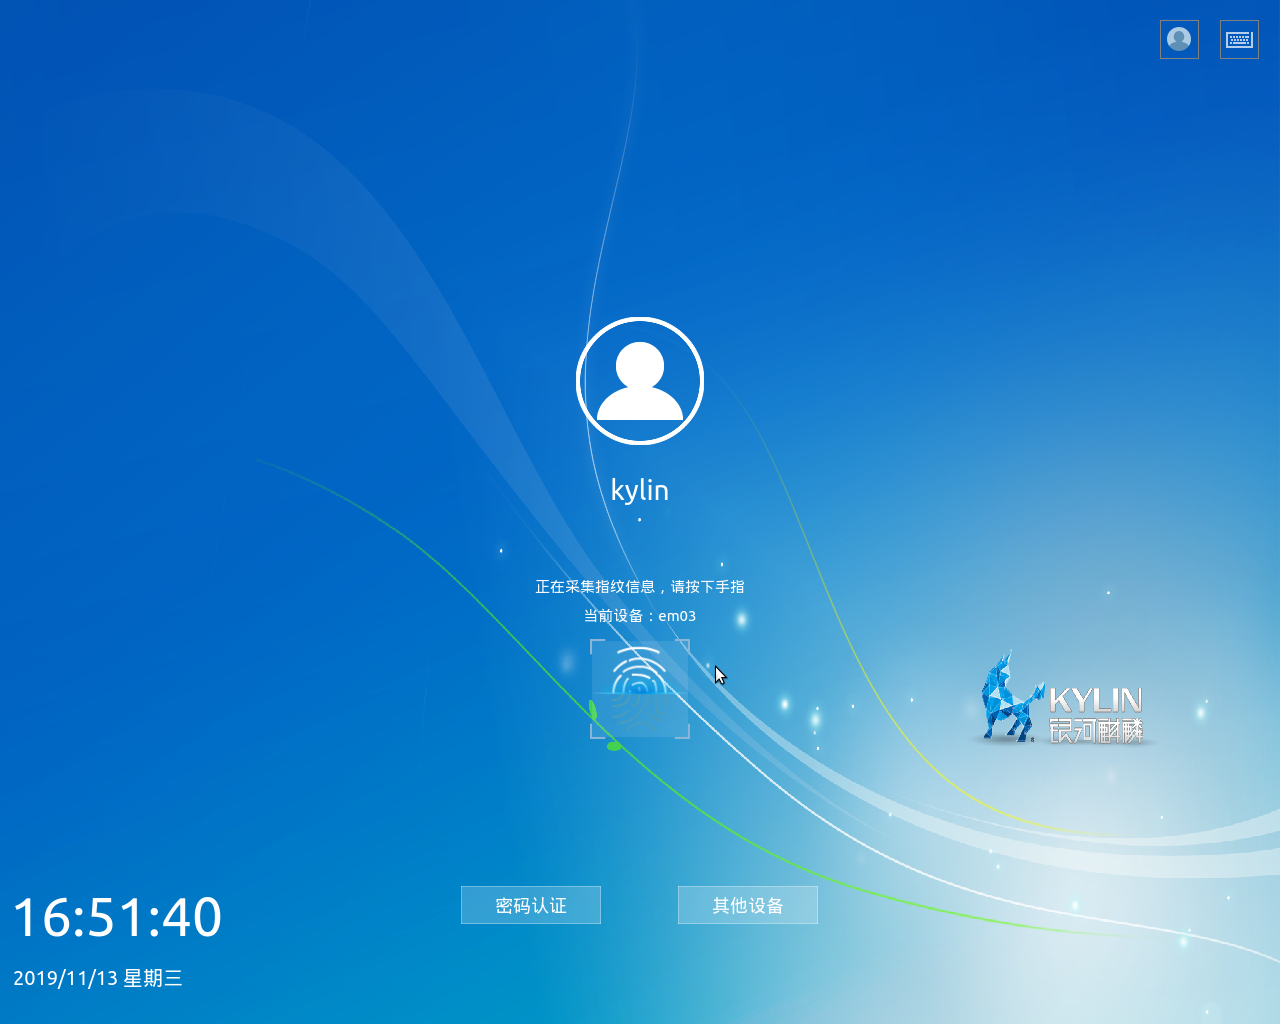 kylin
正在采集指纹信息，请按下手指
当前设备：em03
KYLIN
银河麒麟
密码认证
其他设备
16:51:40
2019/11/13 星期三